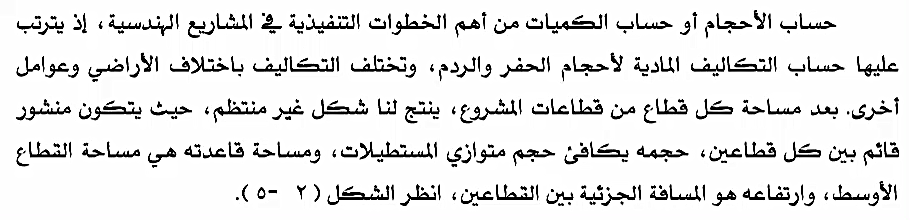 حساب الأحجام أو حساب الكميات من أهم الخطوات التنفيذية في المشاريع الهندسية، إذ يترتب
عليها حساب التكاليف المادية لأحجام الحفر والردم، وتختلف التكاليف باختلاف الأراضي وعوامل
أخرى. بعد مساحة كل قطاع من قطاعات المشروع، ينتج لنا شكل غير منتظم، حيث يتكون منشور
قائم بين كل قطاعين، حجمه يكافئ حجم متوازي المستطيلات، ومساحة قاعدته هي مساحة القطاع
الأوسط، وارتفاعه هو المسافة الجزئية بين القطاعين، انظر الشكل ( ٢ -٥ ).